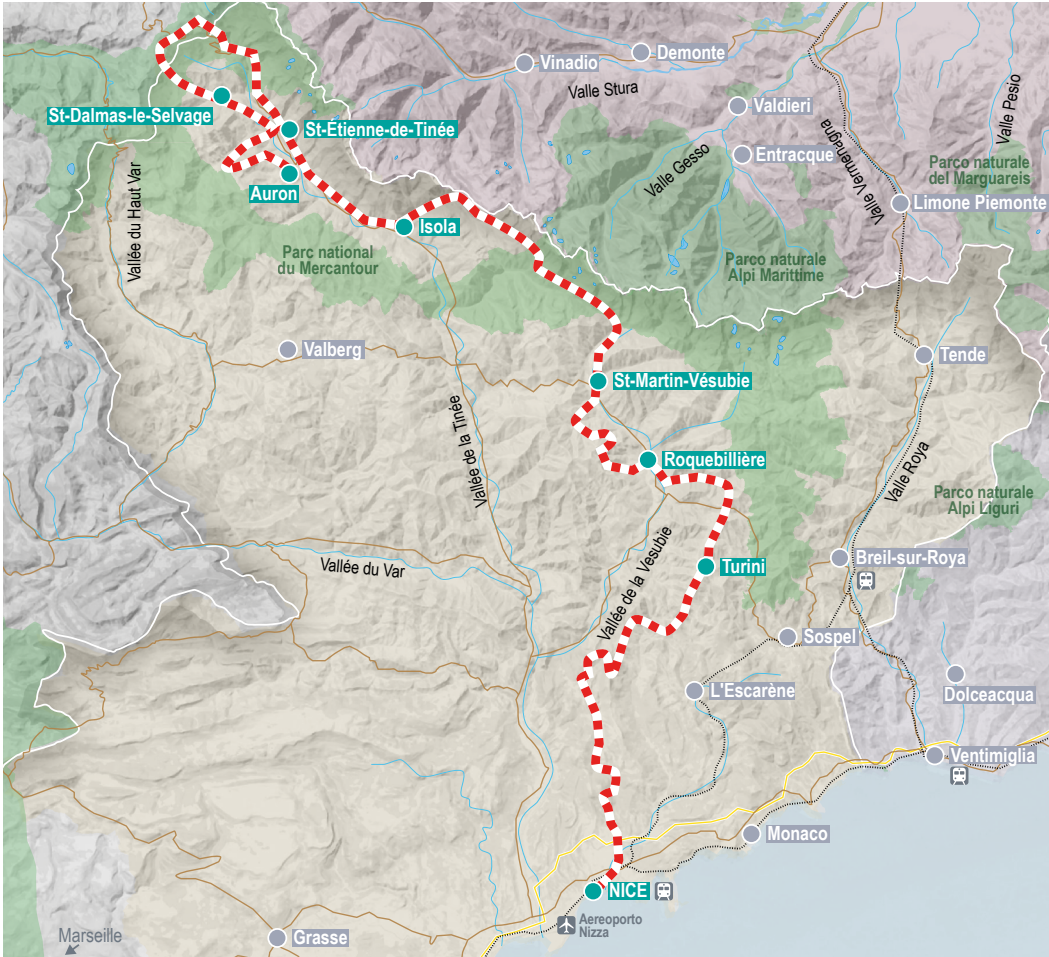 Demonte
Vinadio
Valle Stura
Valdieri
Valle Pesio
St-Dalmas-le-Selvage
St-Étienne-de-Tinée
Entracque
Valle Gesso
Valle Vermenagna
Parco naturale
del Marguareis
Auron
Limone Piemonte
Vallée du Haut Var
Isola
Parc national
du Mercantour
Parco naturale
Alpi Marittime
Valberg
Tende
St-Martin-Vésubie
Vallée de la Tinée
Roquebillière
Valle Roya
Parco naturale
Alpi Liguri
Vallée du Var
Turini
Breil-sur-Roya
Vallée de la Vesubie
Sospel
L'Escarène
Dolceacqua
Ventimiglia
Monaco
NICE
Aereoporto
Nizza
Marseille
Grasse